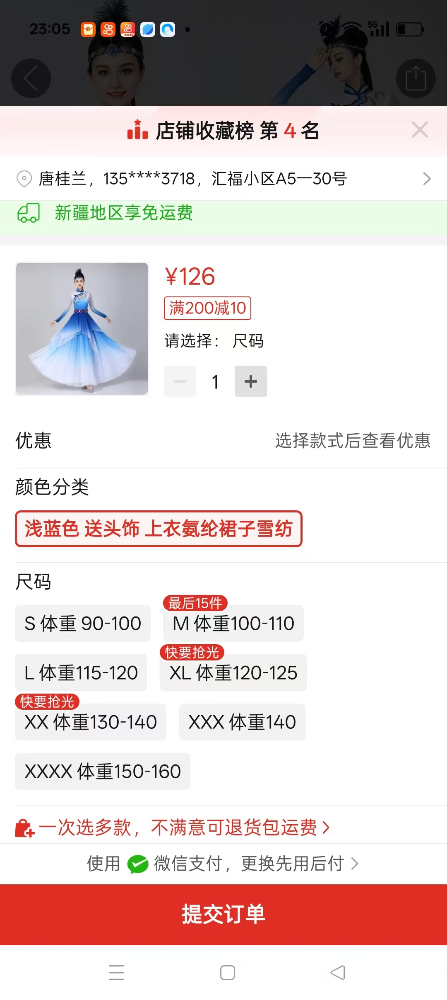 23:05
5G
店铺收藏榜 第 4 名
唐桂兰，135****3718，汇福小区A5一30号
新疆地区享免运费
¥126
满200减10
请选择： 尺码
1
优惠
选择款式后查看优惠
颜色分类
浅蓝色 送头饰 上衣氨纶裙子雪纺
尺码
最后15件
S 体重 90-100
M 体重100-110
快要抢光
L 体重115-120
XL 体重120-125
快要抢光
XX 体重130-140
XXX 体重140
XXXX 体重150-160
一次选多款，不满意可退货包运费
使用 微信支付，更换先用后付
提交订单